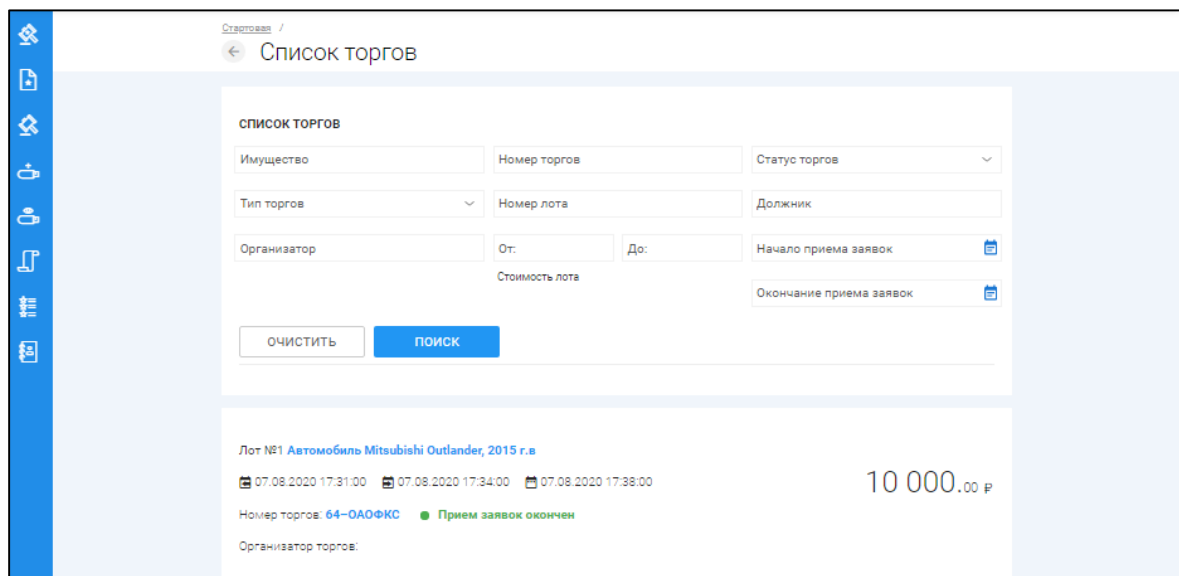 Стартовая /
Список торгов
СПИСОК ТОРГОВ
Имущество Номер торгов Статус торгов
Тип торгов Номер лота Должник
Организатор От: До: Начало приема заявок
Стоимость лота
Окончание приема заявок
ОЧИСТИТЬ ПОИСК
Лот №1 Автомобиль Mitsubishi Outlander, 2015 г.в
07.08.2020 17:31:00 07.08.2020 17:34:00 07.08.2020 17:38:00 10 000.00 ₽
Номер торгов: 64–ОАОФКС Прием заявок окончен
Организатор торгов: